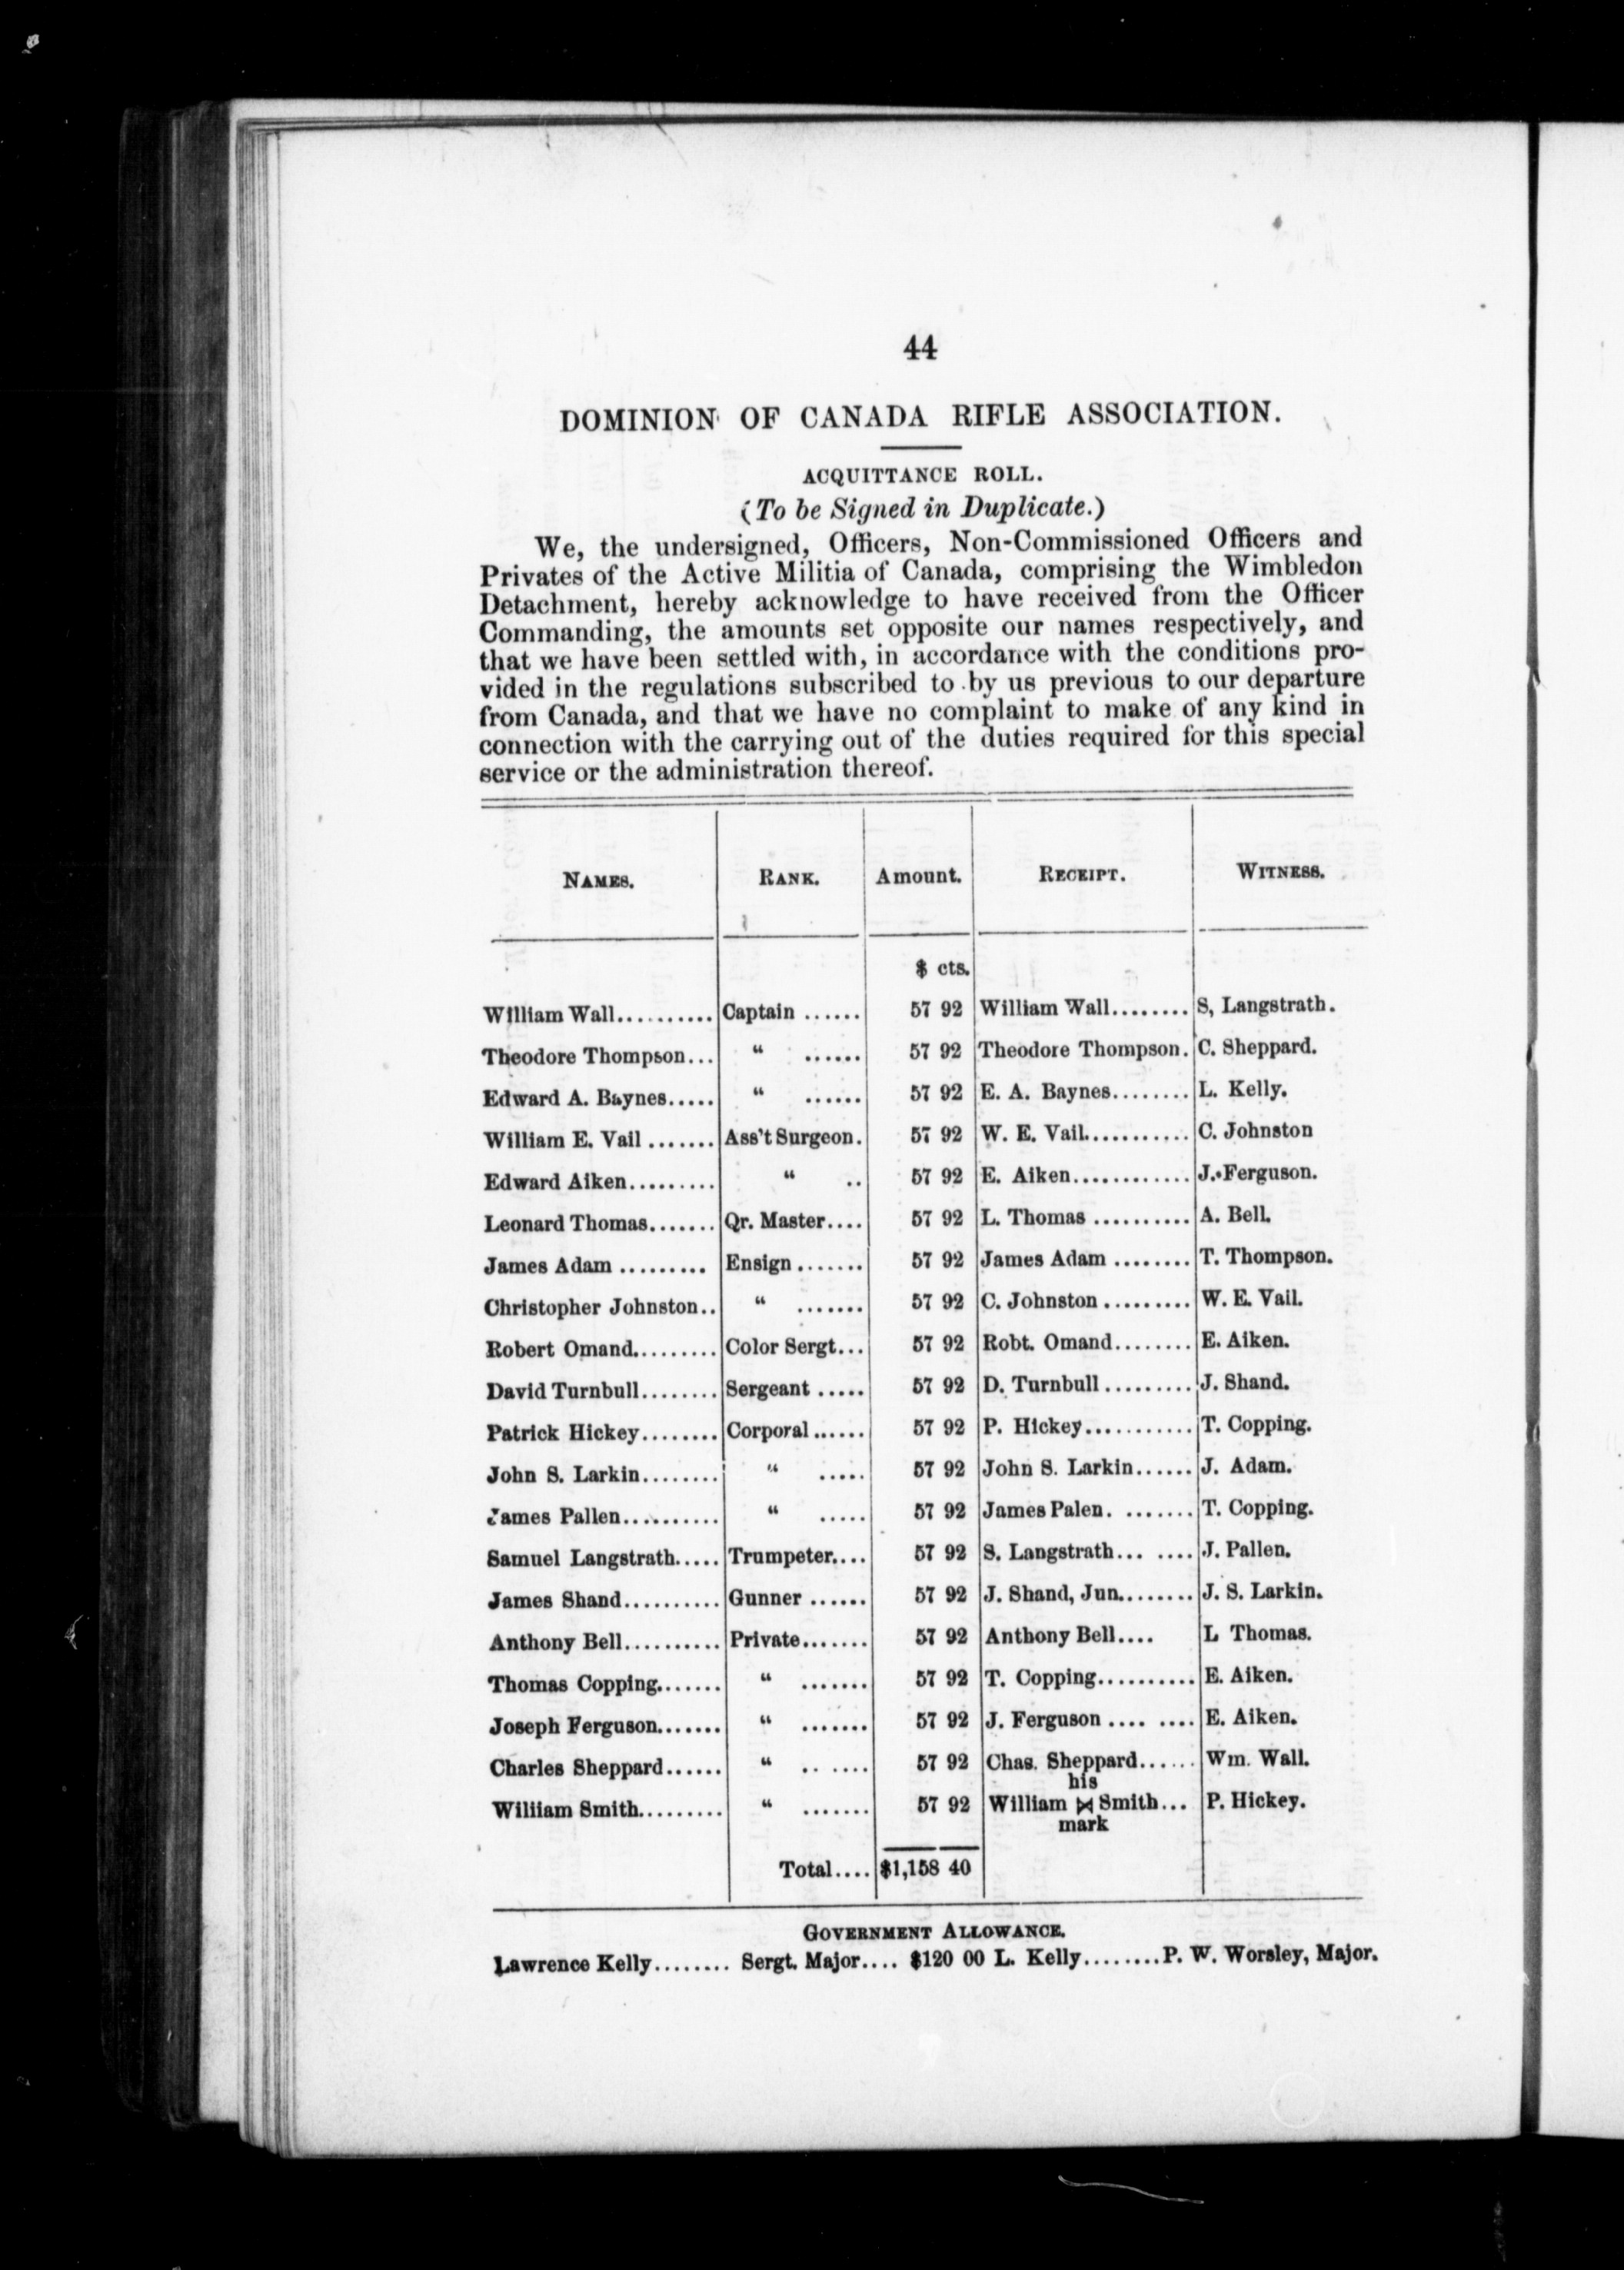 44
DOMINION OF CANADA RIFLE ASSOCIATION.
ACQUITTANCE ROLL.
(To be Signed in Duplicate.)
We, the undersigned, Officers, Non-Commissioned Officers and
Privates of the Active Militia of Canada, comprising the Wimbledon
Detachment, hereby acknowledge to have received from the Officer
Commanding, the amounts set opposite our names respectively, and
that we have been settled with, in accordance with the conditions pro-
vided in the regulations subscribed to by us previous to our departure
from Canada, and that we have no complaint to make of any kind in
connection with the carrying out of the duties required for this special
service or the administration thereof.
NAMES. RANK. Amount. RECEIPT. WITNESS.
$ cts.
William Wall.......... Captain ...... 57 92 William Wall........ S, Langstrath.
Theodore Thompson... “ ...... 57 92 Theodore Thompson. C. Sheppard.
Edward A. Baynes..... “ ...... 57 92 E. A. Baynes........ L. Kelly.
William E. Vail ....... Ass't Surgeon. 57 92 W. E. Vail........... C. Johnston
Edward Aiken......... “ .. 57 92 E. Aiken............ J. Ferguson.
Leonard Thomas....... Qr. Master.... 57 92 L. Thomas .......... A. Bell.
James Adam ......... Ensign ....... 57 92 James Adam ........ T. Thompson.
Christopher Johnston.. “ ....... 57 92 C. Johnston ......... W. E. Vail.
Robert Omand......... Color Sergt... 57 92 Robt. Omand........ E. Aiken.
David Turnbull........ Sergeant ..... 57 92 D. Turnbull ......... J. Shand.
Patrick Hickey........ Corporal ...... 57 92 P. Hickey........... T. Copping.
John S. Larkin........ “ ..... 57 92 John S. Larkin...... J. Adam.
James Pallen.......... “ ..... 57 92 James Palen. ....... T. Copping.
Samuel Langstrath..... Trumpeter.... 57 92 S. Langstrath... .... J. Pallen.
James Shand.......... Gunner ...... 57 92 J. Shand, Jun........ J. S. Larkin.
Anthony Bell.......... Private....... 57 92 Anthony Bell.... L Thomas.
Thomas Copping....... “ ....... 57 92 T. Copping.......... E. Aiken.
Joseph Ferguson....... “ ....... 57 92 J. Ferguson .... .... E. Aiken.
Charles Sheppard...... “ .. .... 57 92 Chas. Sheppard...... Wm. Wall.
his
William Smith......... “ ....... 57 92 William ⋈ Smith... P. Hickey.
mark
Total.... $1,158 40
GOVERNMENT ALLOWANCE.
Lawrence Kelly........ Sergt. Major.... $120 00 L. Kelly........P. W. Worsley, Major.